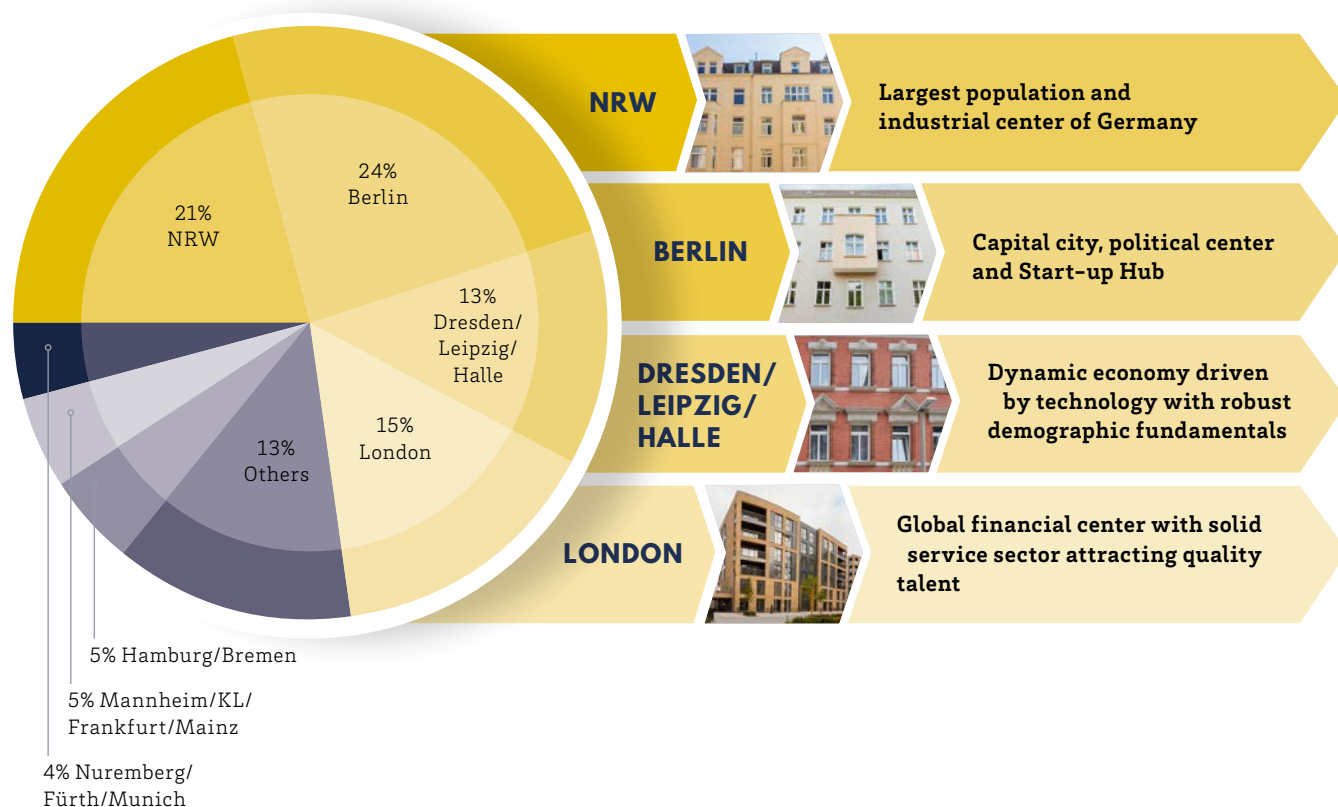 24%
Berlin
21%
NRW
13%
Dresden/
Leipzig/
Halle
15%
London
13%
Others
5% Hamburg/Bremen
5% Mannheim/KL/
Frankfurt/Mainz
4% Nuremberg/
Fürth/Munich
NRW
Largest population and
industrial center of Germany
BERLIN
Capital city, political center
and Start-up Hub
DRESDEN/
LEIPZIG/
HALLE
Dynamic economy driven
by technology with robust
demographic fundamentals
LONDON
Global financial center with solid
service sector attracting quality
talent